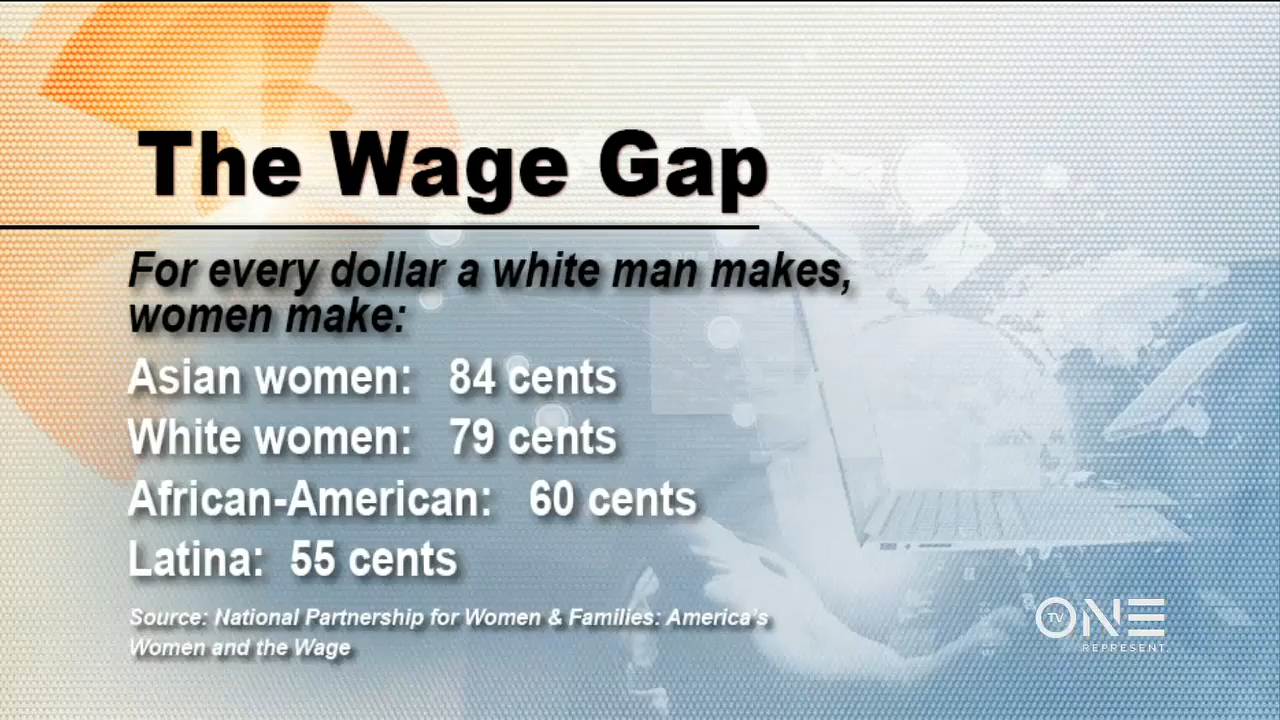 The Wage Gap
For every dollar a white man makes,
women make:
Asian women: 84 cents
White women: 79 cents
African-American: 60 cents
Latina: 55 cents
Source: National Partnership for Women & Families: America's
Women and the Wage
TV ONE
REPRESENT.